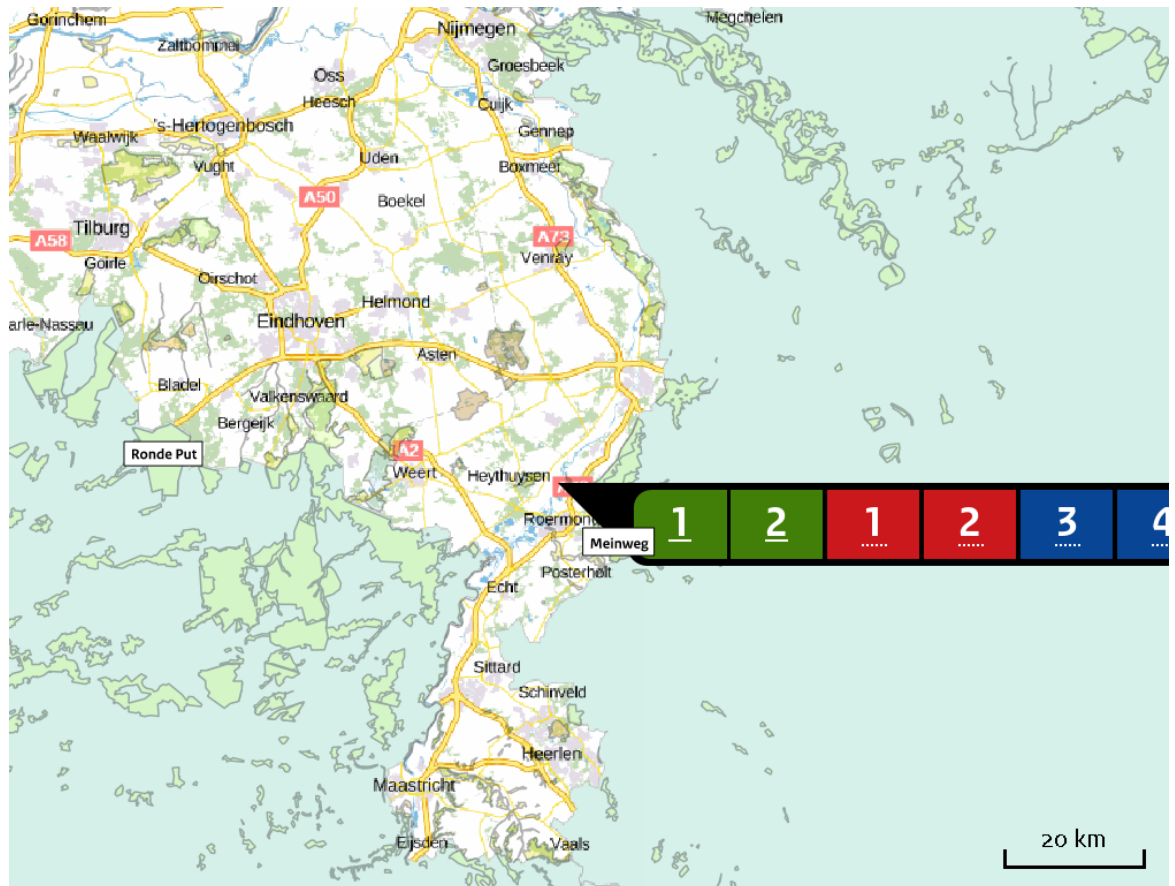 Gorinchem
Megchelen
Nijmegen
Zaltbommel
Groesbeek
Oss
Heesch
Cuijk
's-Hertogenbosch
Waalwijk
Gennep
Vught
Uden
Boxmeer
A50
Boekel
Tilburg
A58
A73
Goirle
Venray
Oirschot
Helmond
Eindhoven
arle-Nassau
Asten
Bladel
Valkenswaard
Bergeijk
Ronde Put
A2
Weert
Heythuysen
Roermond
1 2 1 2 3 4
Meinweg
Posterholt
Echt
Sittard
Schinveld
Heerlen
Maastricht
Eijsden
Vaals
20 km